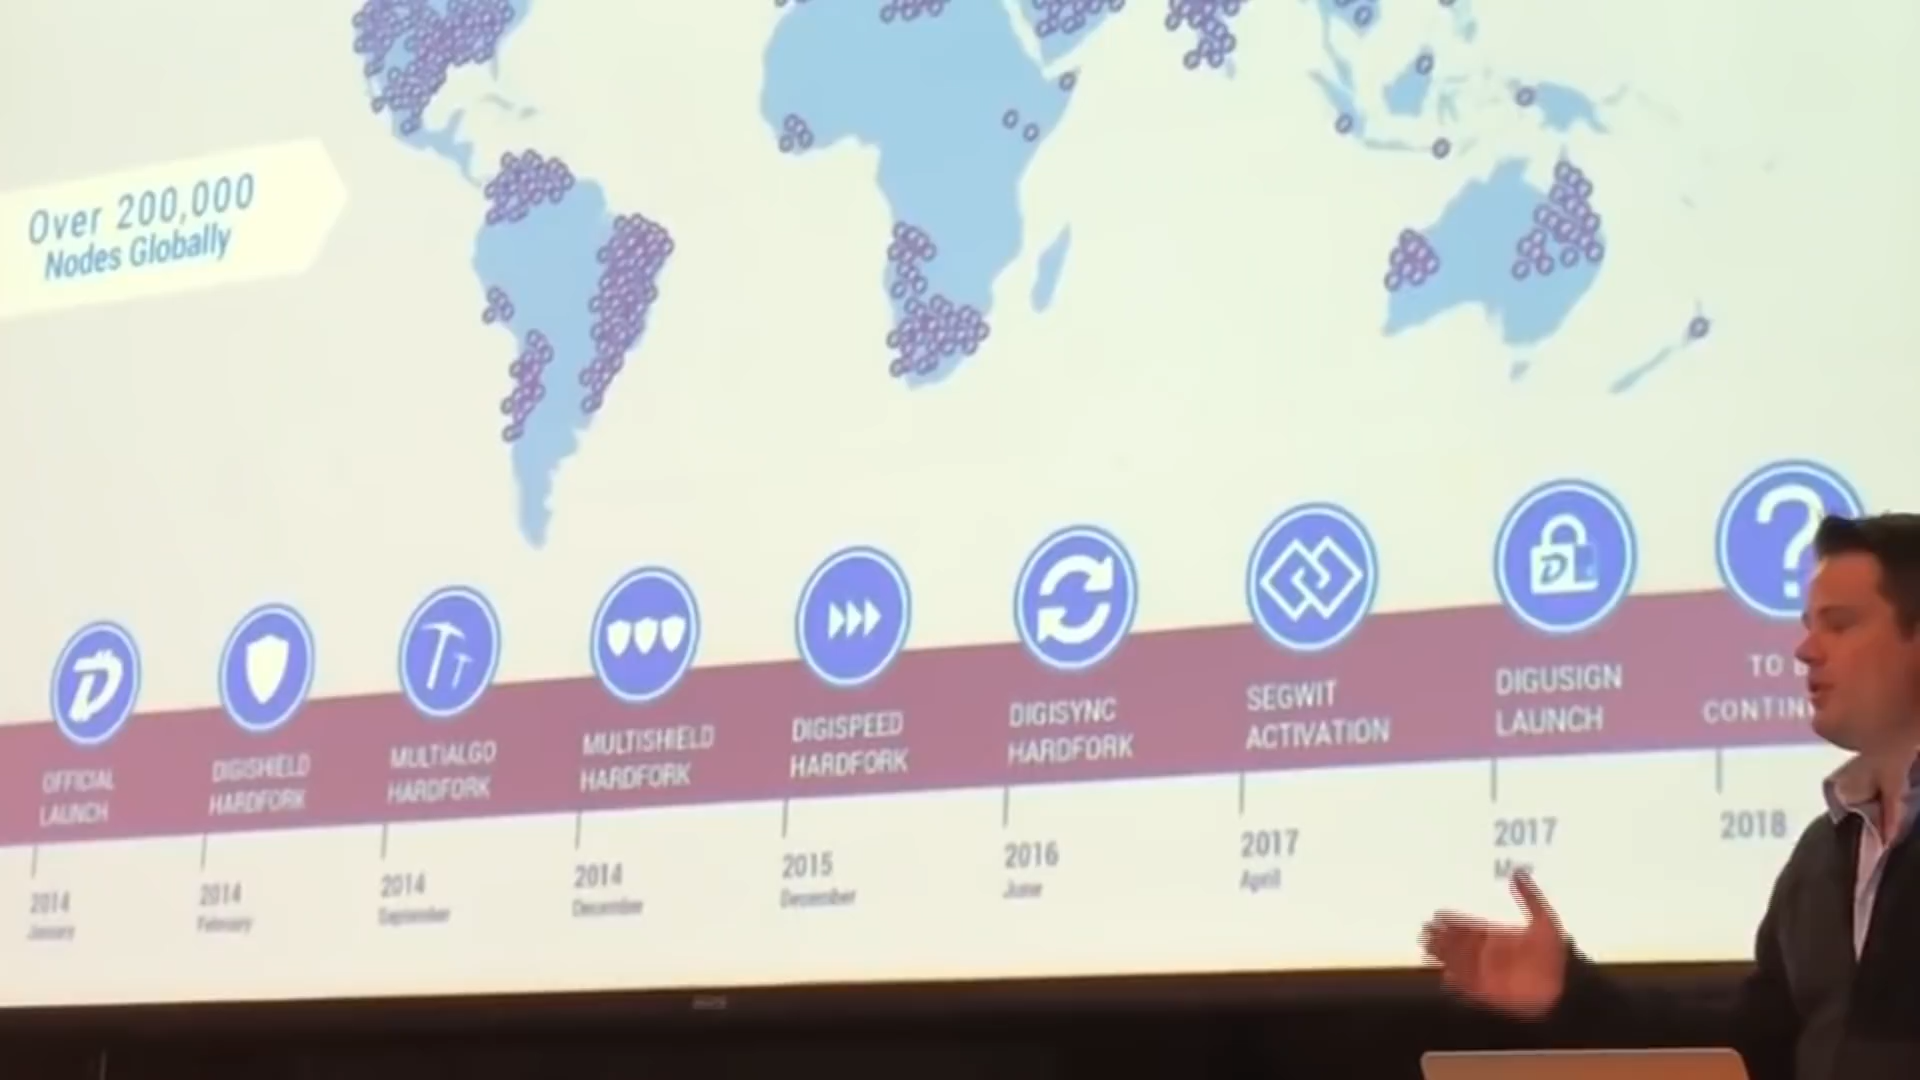 Over 200,000
Nodes Globally
OFFICIAL
LAUNCH
DIGISHIELD
HARDFORK
MULTIALGO
HARDFORK
MULTISHIELD
HARDFORK
DIGISPEED
HARDFORK
DIGISYNC
HARDFORK
SEGWIT
ACTIVATION
DIGUSIGN
LAUNCH
TO B
CONTIN
2014
January
2014
February
2014
September
2014
December
2015
December
2016
June
2017
April
2017
May
2018